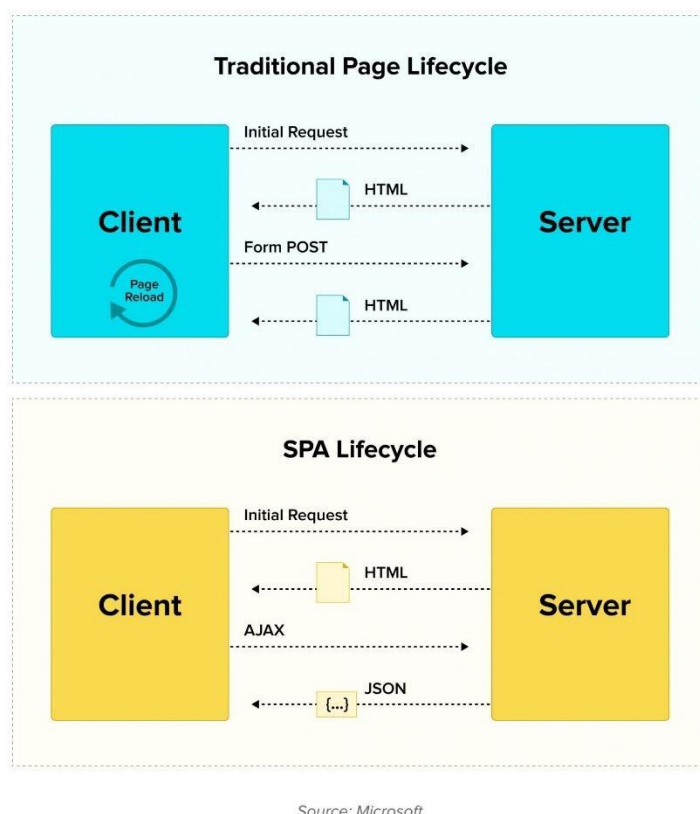 Traditional Page Lifecycle
Initial Request
HTML
Client
Server
Form POST
Page
Reload
HTML
SPA Lifecycle
Initial Request
HTML
Client
Server
AJAX
JSON
{...}
Source: Microsoft